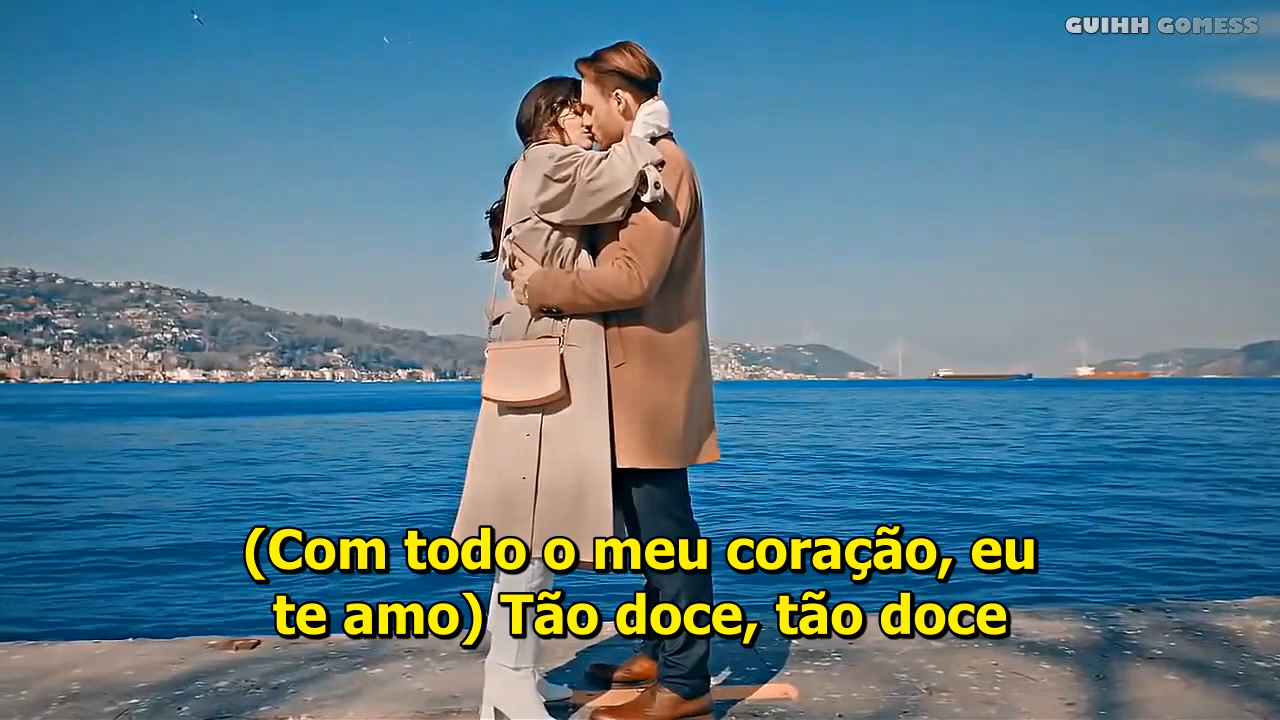 GUIHH GOMESS
(Com todo o meu coração, eu
te amo) Tão doce, tão doce